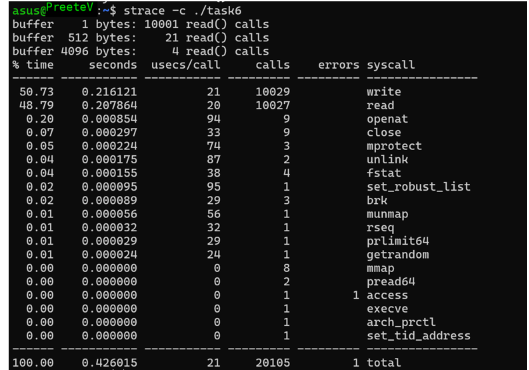 asus@PreeteV:~$ strace -c ./task6
buffer    1 bytes: 10001 read() calls
buffer  512 bytes:    21 read() calls
buffer 4096 bytes:     4 read() calls
% time     seconds  usecs/call     calls    errors syscall
------ ----------- ----------- --------- --------- ----------------
 50.73    0.216121          21     10029           write
 48.79    0.207864          20     10027           read
  0.20    0.000854          94         9           openat
  0.07    0.000297          33         9           close
  0.05    0.000224          74         3           mprotect
  0.04    0.000175          87         2           unlink
  0.04    0.000155          38         4           fstat
  0.02    0.000095          95         1           set_robust_list
  0.02    0.000089          29         3           brk
  0.01    0.000056          56         1           munmap
  0.01    0.000032          32         1           rseq
  0.01    0.000029          29         1           prlimit64
  0.01    0.000024          24         1           getrandom
  0.00    0.000000           0         8           mmap
  0.00    0.000000           0         2           pread64
  0.00    0.000000           0         1         1 access
  0.00    0.000000           0         1           execve
  0.00    0.000000           0         1           arch_prctl
  0.00    0.000000           0         1           set_tid_address
------ ----------- ----------- --------- --------- ----------------
100.00    0.426015          21     20105         1 total